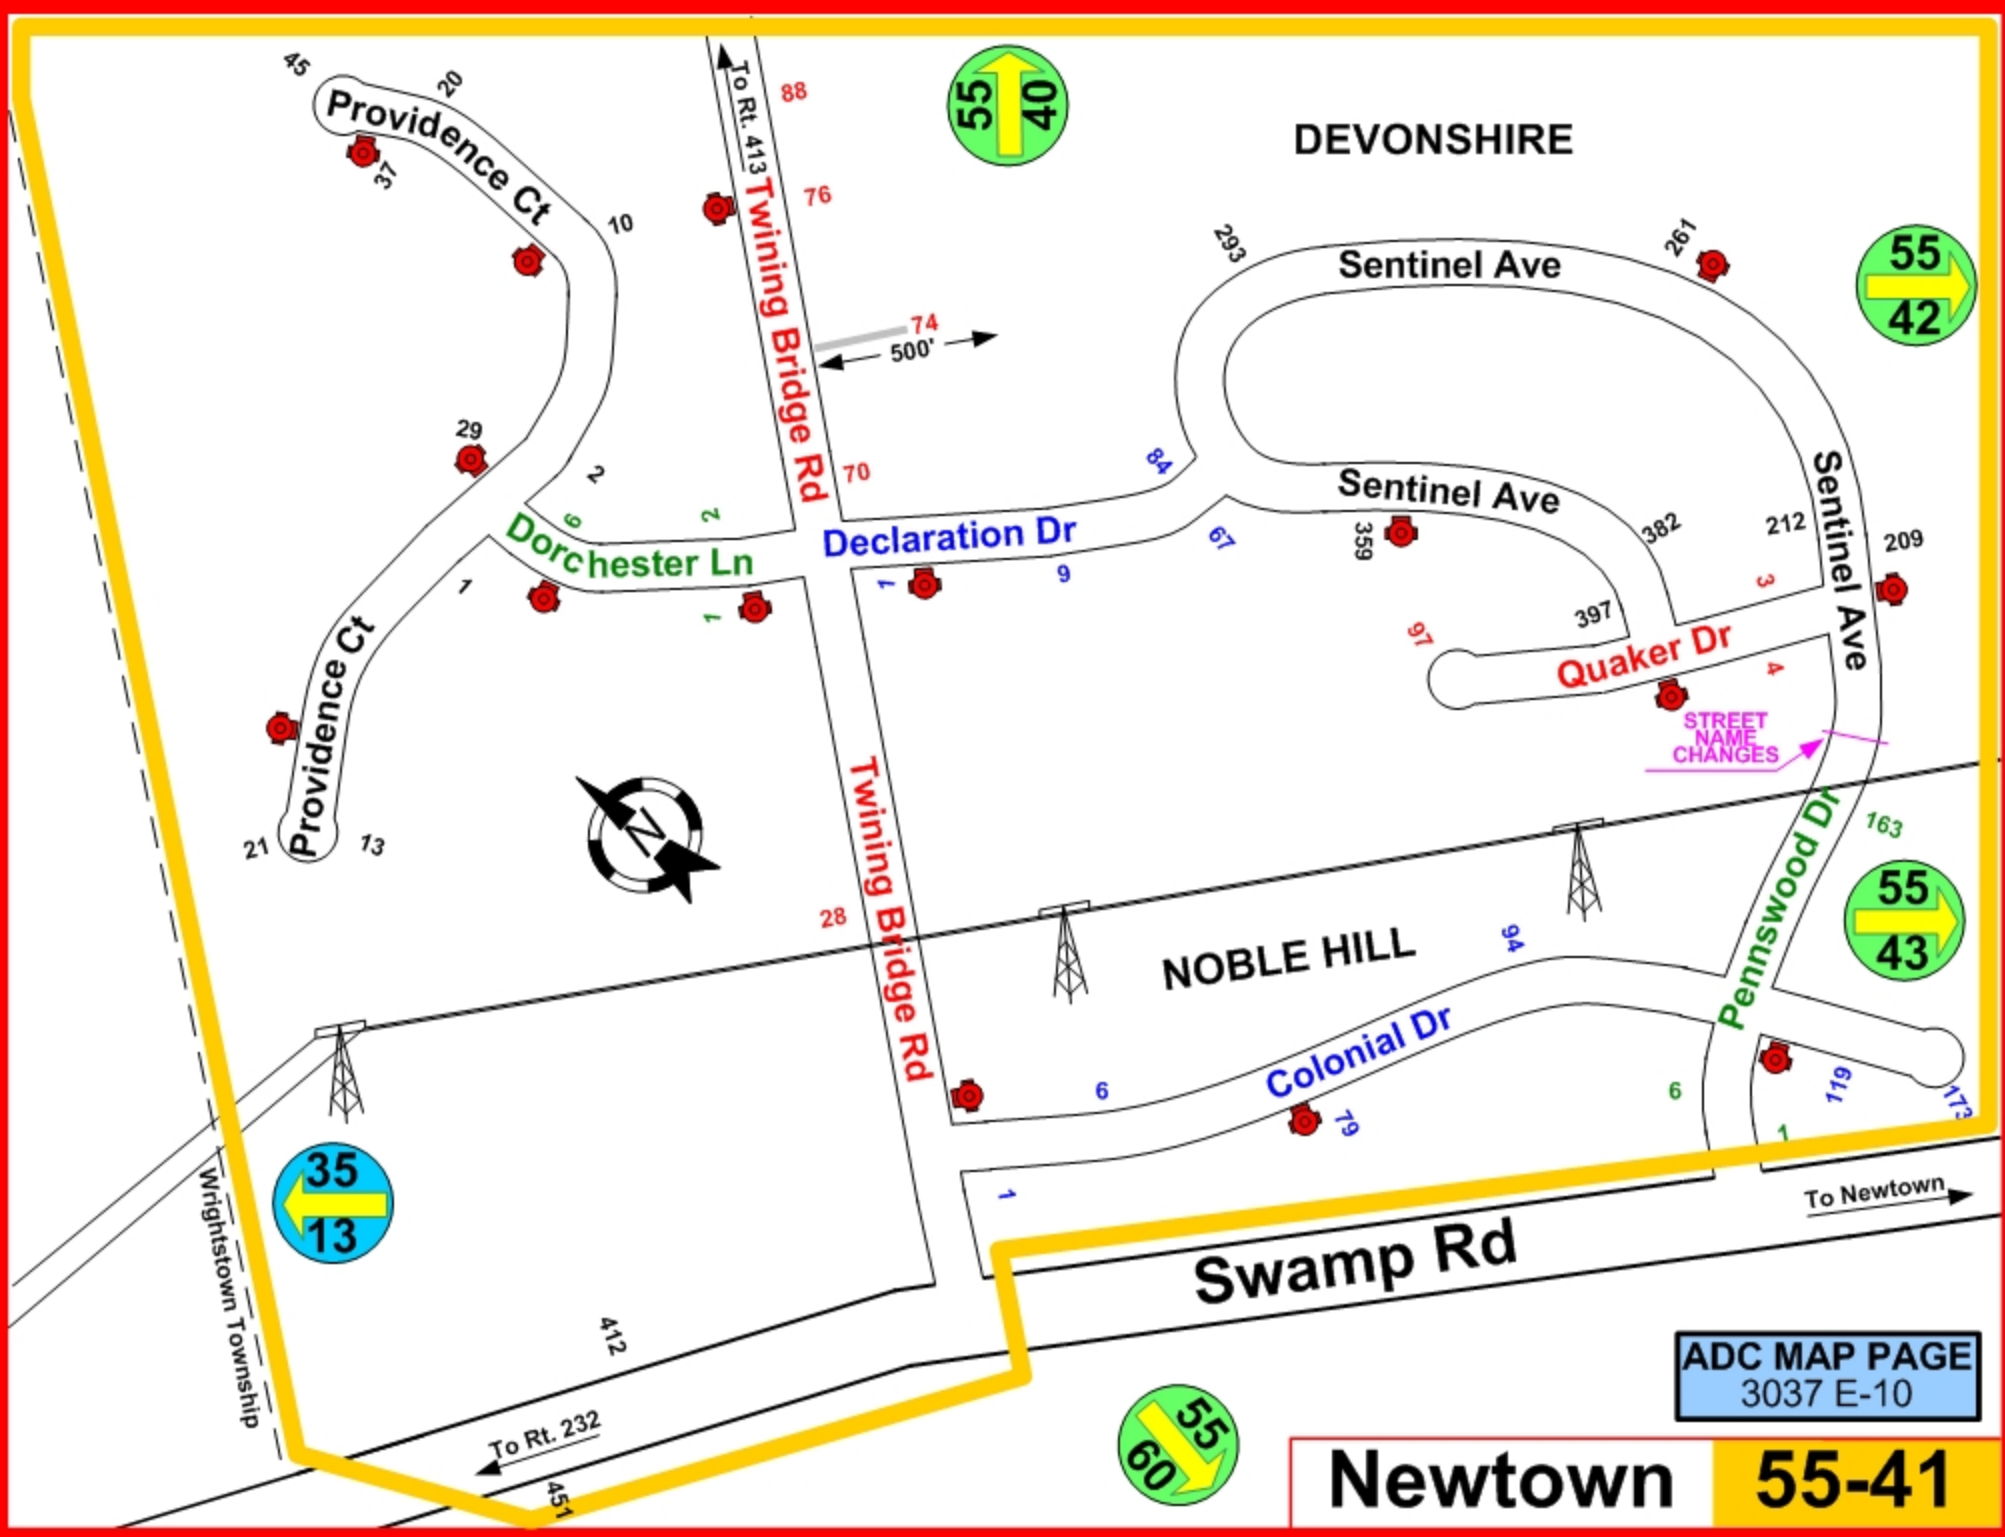 45
20
Providence Ct
37
10
29
2
Providence Ct
1
21
13
To Rt. 413
88
76
Twining Bridge Rd
74
500'
70
55
40
DEVONSHIRE
293
Sentinel Ave
261
55
42
84
Sentinel Ave
359
382
212
209
Sentinel Ave
397
3
97
Quaker Dr
4
6
2
Dorchester Ln
1
Declaration Dr
1
9
67
STREET
NAME
CHANGES
N
Twining Bridge Rd
28
Pennswood Dr
163
55
43
NOBLE HILL
94
Colonial Dr
6
79
1
6
1
119
173
35
13
Wrightstown Township
To Newtown
Swamp Rd
412
To Rt. 232
451
55
60
ADC MAP PAGE
3037 E-10
Newtown
55-41